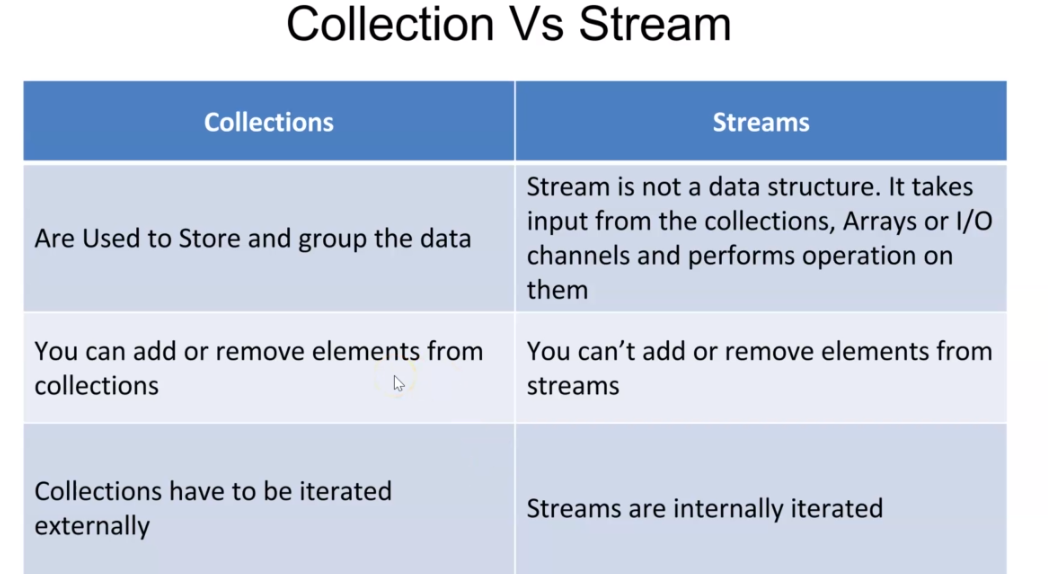 Collection Vs Stream
Collections
Streams
Are Used to Store and group the data
Stream is not a data structure. It takes
input from the collections, Arrays or I/O
channels and performs operation on
them
You can add or remove elements from
collections
You can’t add or remove elements from
streams
Collections have to be iterated
externally
Streams are internally iterated